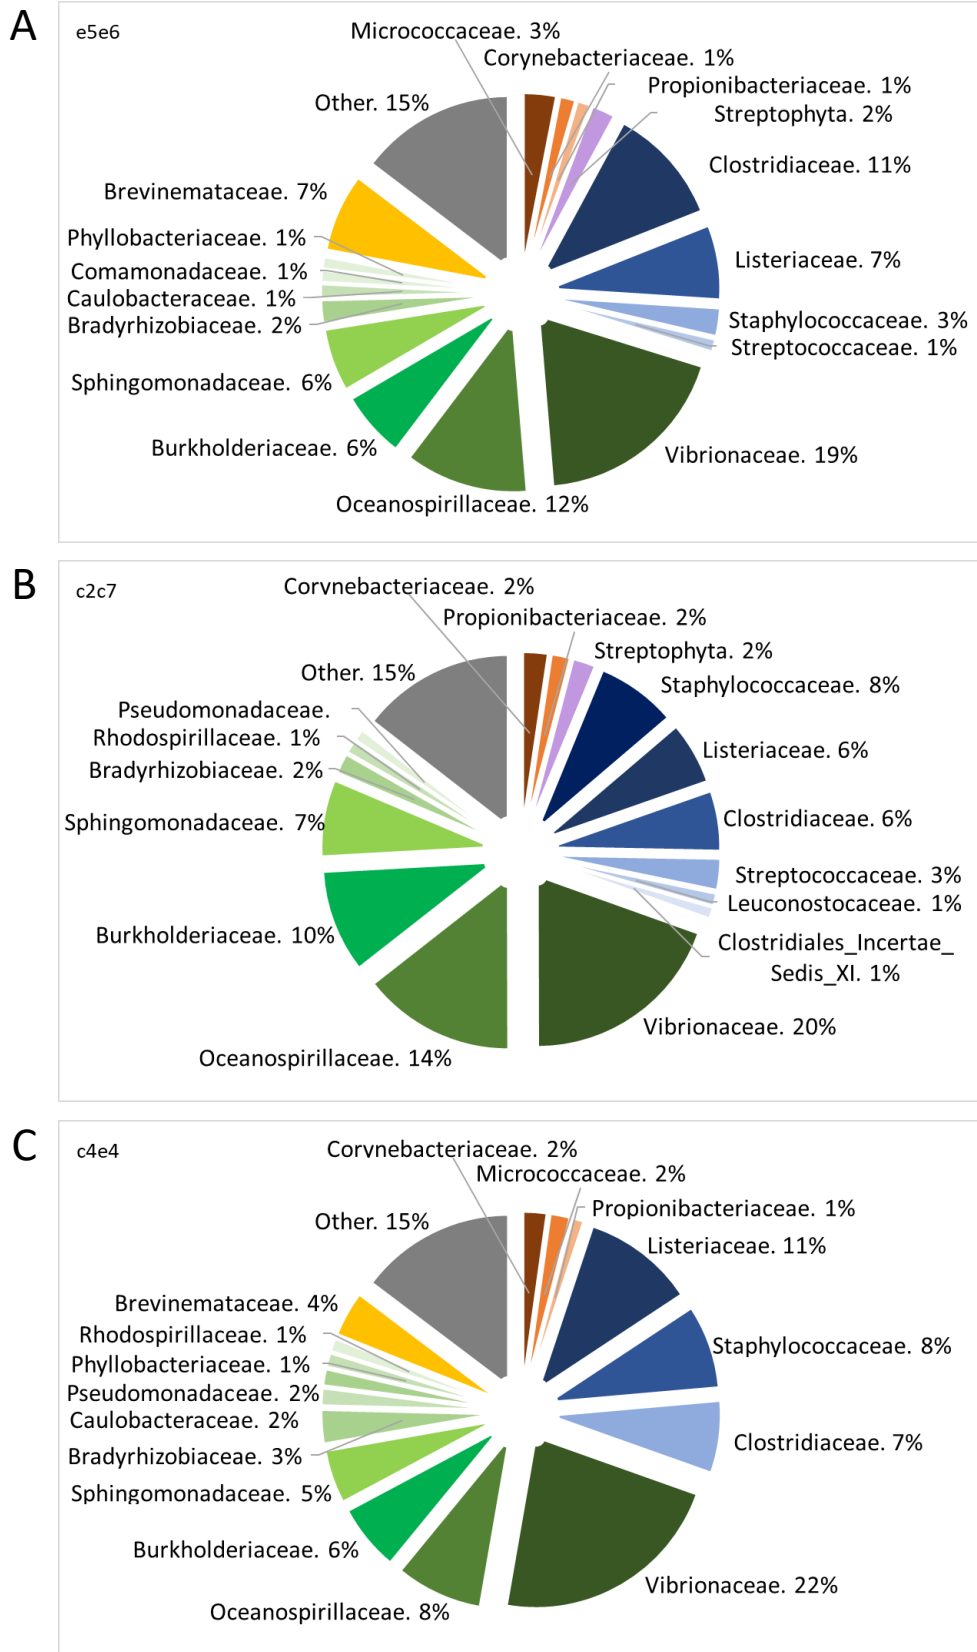 A
e5e6
Micrococcaceae. 3%
Corynebacteriaceae. 1%
Propionibacteriaceae. 1%
Streptophyta. 2%
Other. 15%
Clostridiaceae. 11%
Brevinemataceae. 7%
Phyllobacteriaceae. 1%
Listeriaceae. 7%
Comamonadaceae. 1%
Caulobacteraceae. 1%
Bradyrhizobiaceae. 2%
Staphylococcaceae. 3%
Streptococcaceae. 1%
Sphingomonadaceae. 6%
Burkholderiaceae. 6%
Vibrionaceae. 19%
Oceanospirillaceae. 12%
B
c2c7
Corvnebacteriaceae. 2%
Propionibacteriaceae. 2%
Streptophyta. 2%
Other. 15%
Staphylococcaceae. 8%
Pseudomonadaceae.
Rhodospirillaceae. 1%
Listeriaceae. 6%
Bradyrhizobiaceae. 2%
Sphingomonadaceae. 7%
Clostridiaceae. 6%
Streptococcaceae. 3%
Leuconostocaceae. 1%
Burkholderiaceae. 10%
Clostridiales_Incertae_
Sedis_XI. 1%
Vibrionaceae. 20%
Oceanospirillaceae. 14%
C
c4e4
Corvnebacteriaceae. 2%
Micrococcaceae. 2%
Propionibacteriaceae. 1%
Other. 15%
Listeriaceae. 11%
Brevinemataceae. 4%
Rhodospirillaceae. 1%
Staphylococcaceae. 8%
Phyllobacteriaceae. 1%
Pseudomonadaceae. 2%
Caulobacteraceae. 2%
Clostridiaceae. 7%
Bradyrhizobiaceae. 3%
Sphingomonadaceae. 5%
Burkholderiaceae. 6%
Vibrionaceae. 22%
Oceanospirillaceae. 8%